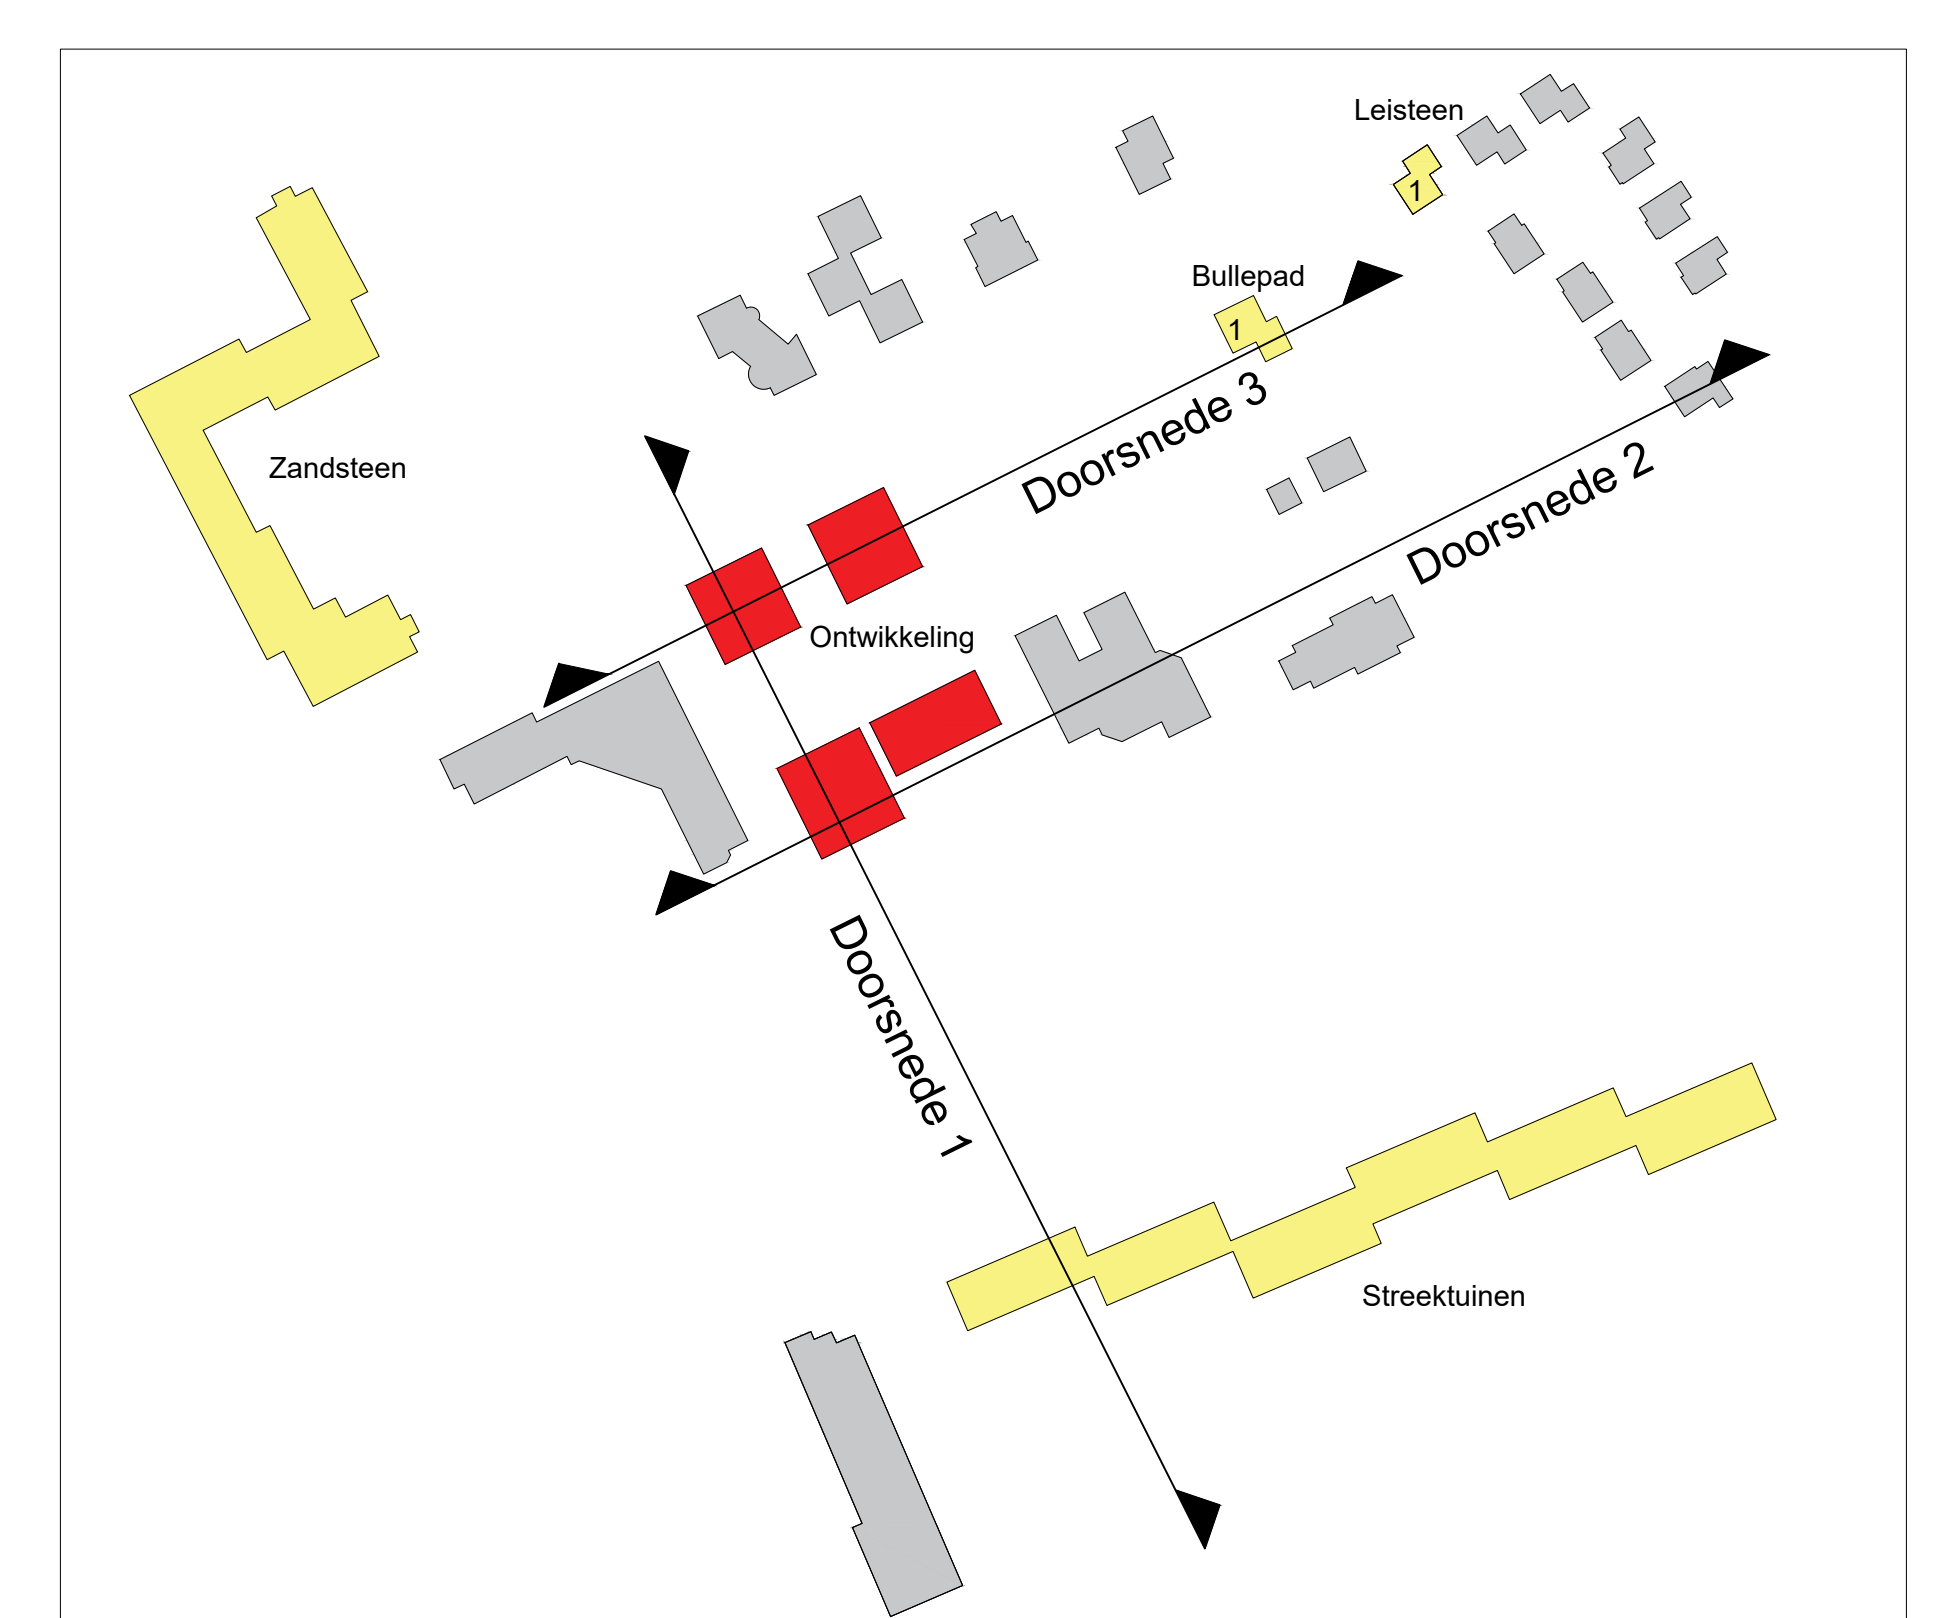 Leisteen
1
Bullepad
1
Doorsnede 3
Zandsteen
Doorsnede 2
Ontwikkeling
Doorsnede 1
Streektuinen